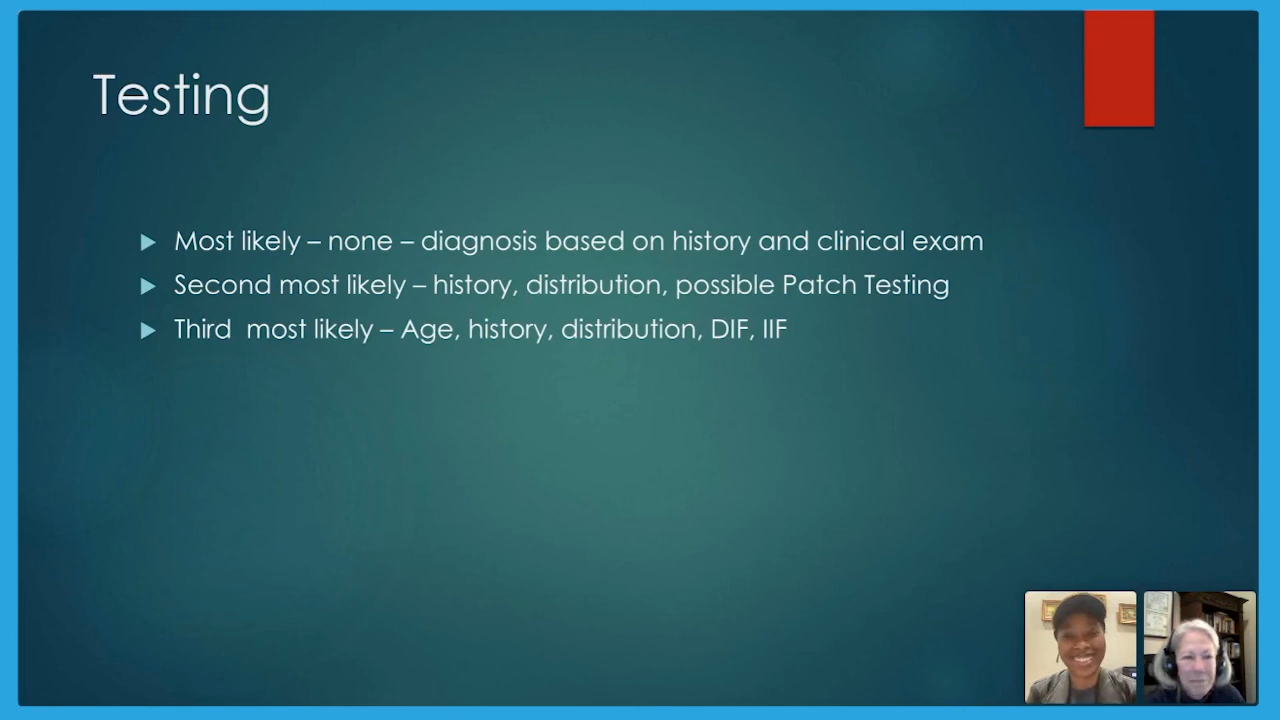 Testing
Most likely – none – diagnosis based on history and clinical exam
Second most likely – history, distribution, possible Patch Testing
Third  most likely – Age, history, distribution, DIF, IIF